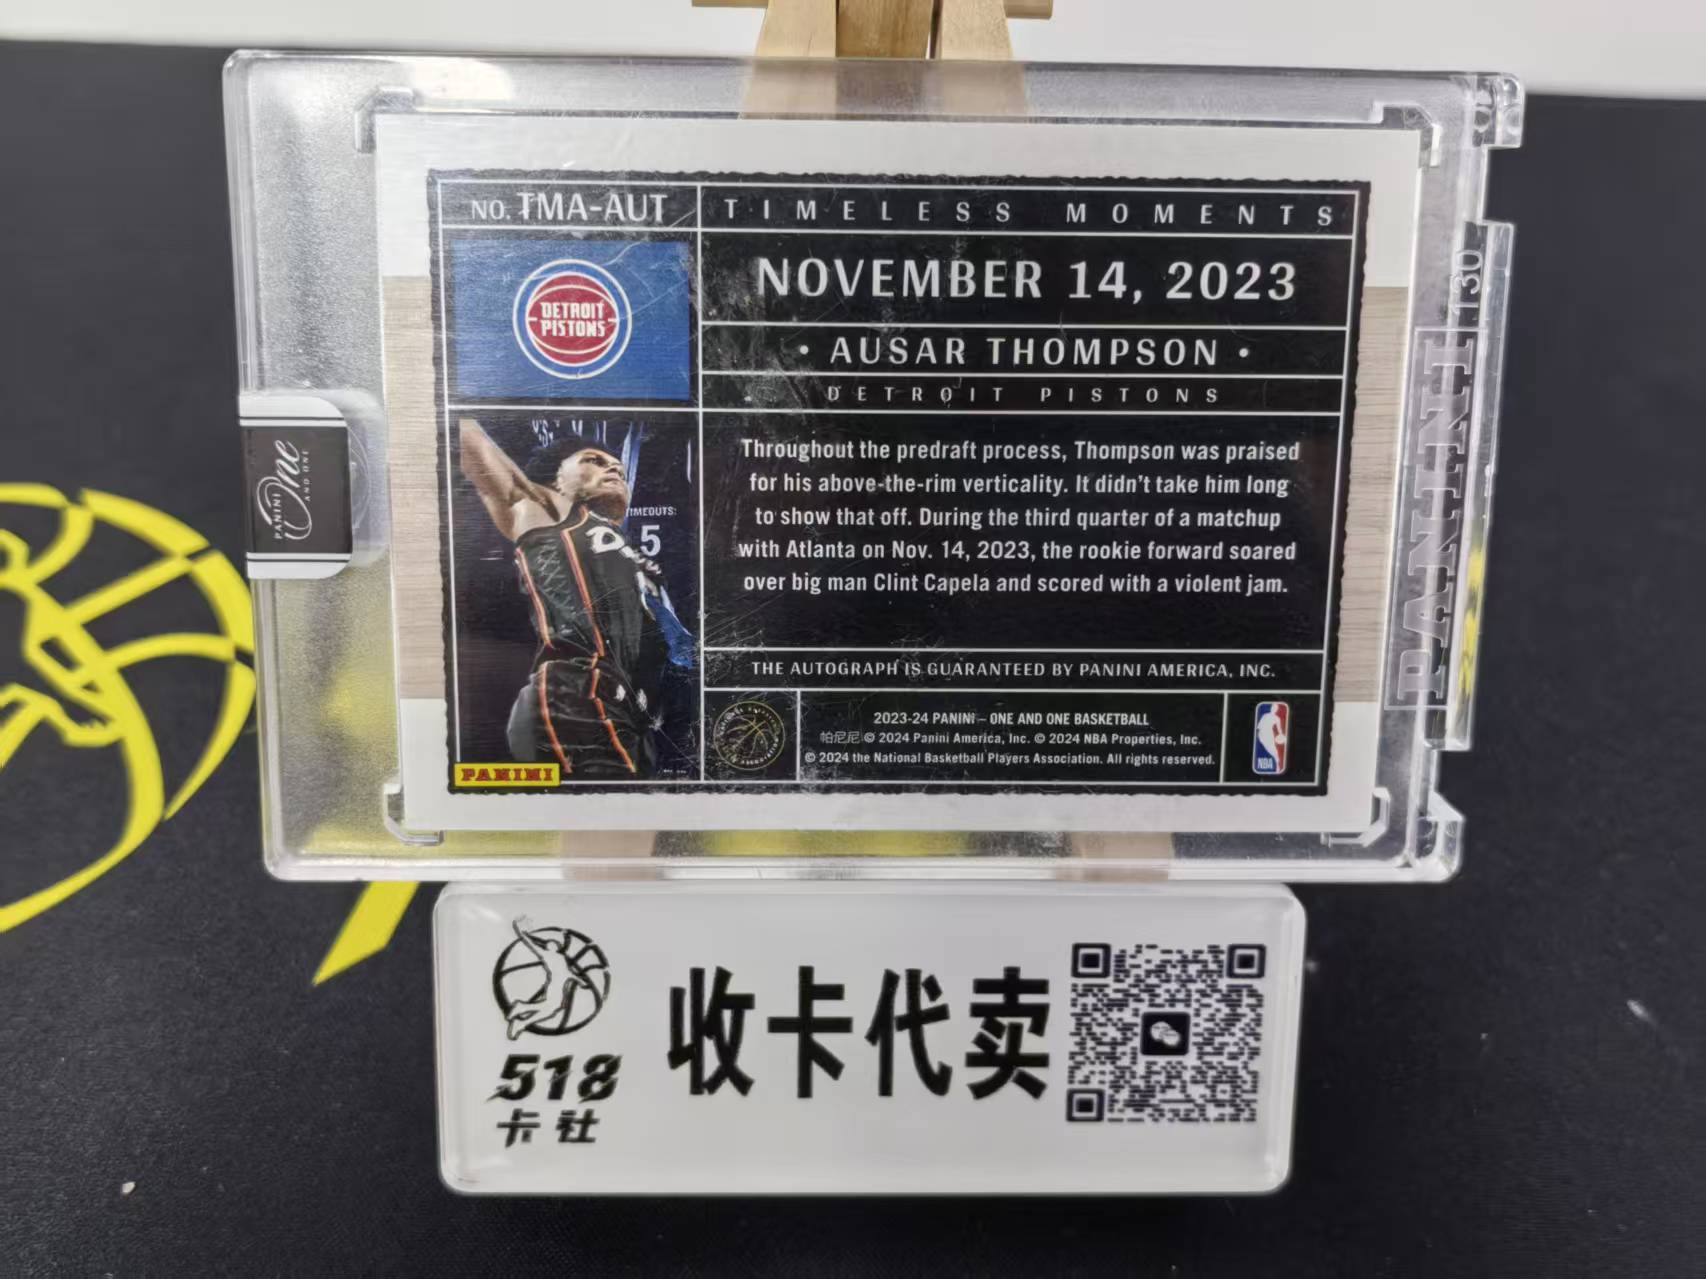 NO. TMA-AUT
TIMELESS MOMENTS
DETROIT
PISTONS
NOVEMBER 14, 2023
• AUSAR THOMPSON •
DETROIT PISTONS
TIMEOUTS:
5
Throughout the predraft process, Thompson was praised
for his above-the-rim verticality. It didn't take him long
to show that off. During the third quarter of a matchup
with Atlanta on Nov. 14, 2023, the rookie forward soared
over big man Clint Capela and scored with a violent jam.
THE AUTOGRAPH IS GUARANTEED BY PANINI AMERICA, INC.
2023-24 PANINI – ONE AND ONE BASKETBALL
帕尼尼 © 2024 Panini America, Inc. © 2024 NBA Properties, Inc.
© 2024 the National Basketball Players Association. All rights reserved.
PANINI
NBA
PANINI
One
AND ONE
PANINI
130
518
卡社
收卡代卖